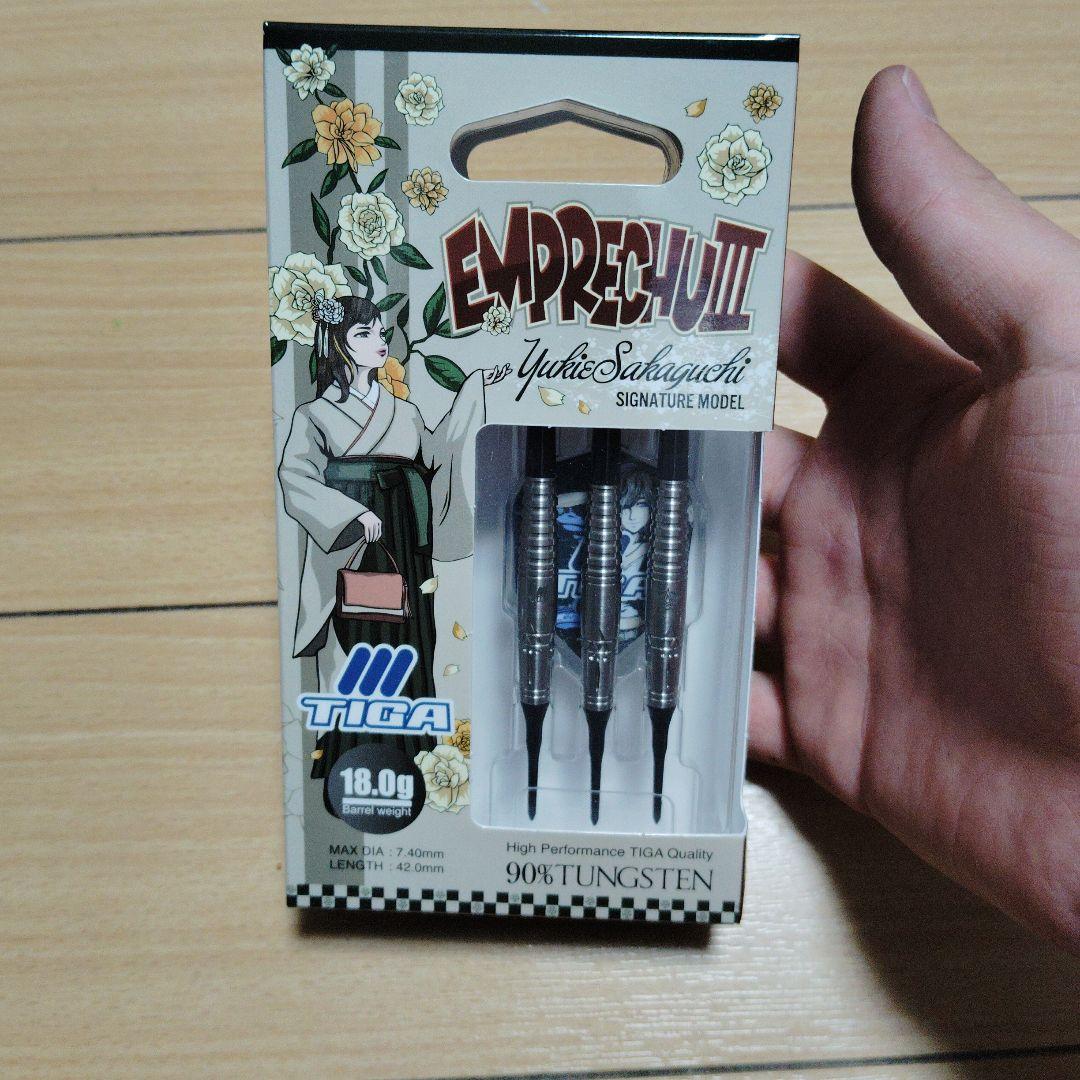 EMPRECHU III
Yukie Sakaguchi
SIGNATURE MODEL
TIGA
TIGA
18.0g
Barrel weight
MAX DIA : 7.40mm
LENGTH : 42.0mm
High Performance TIGA Quality
90% TUNGSTEN